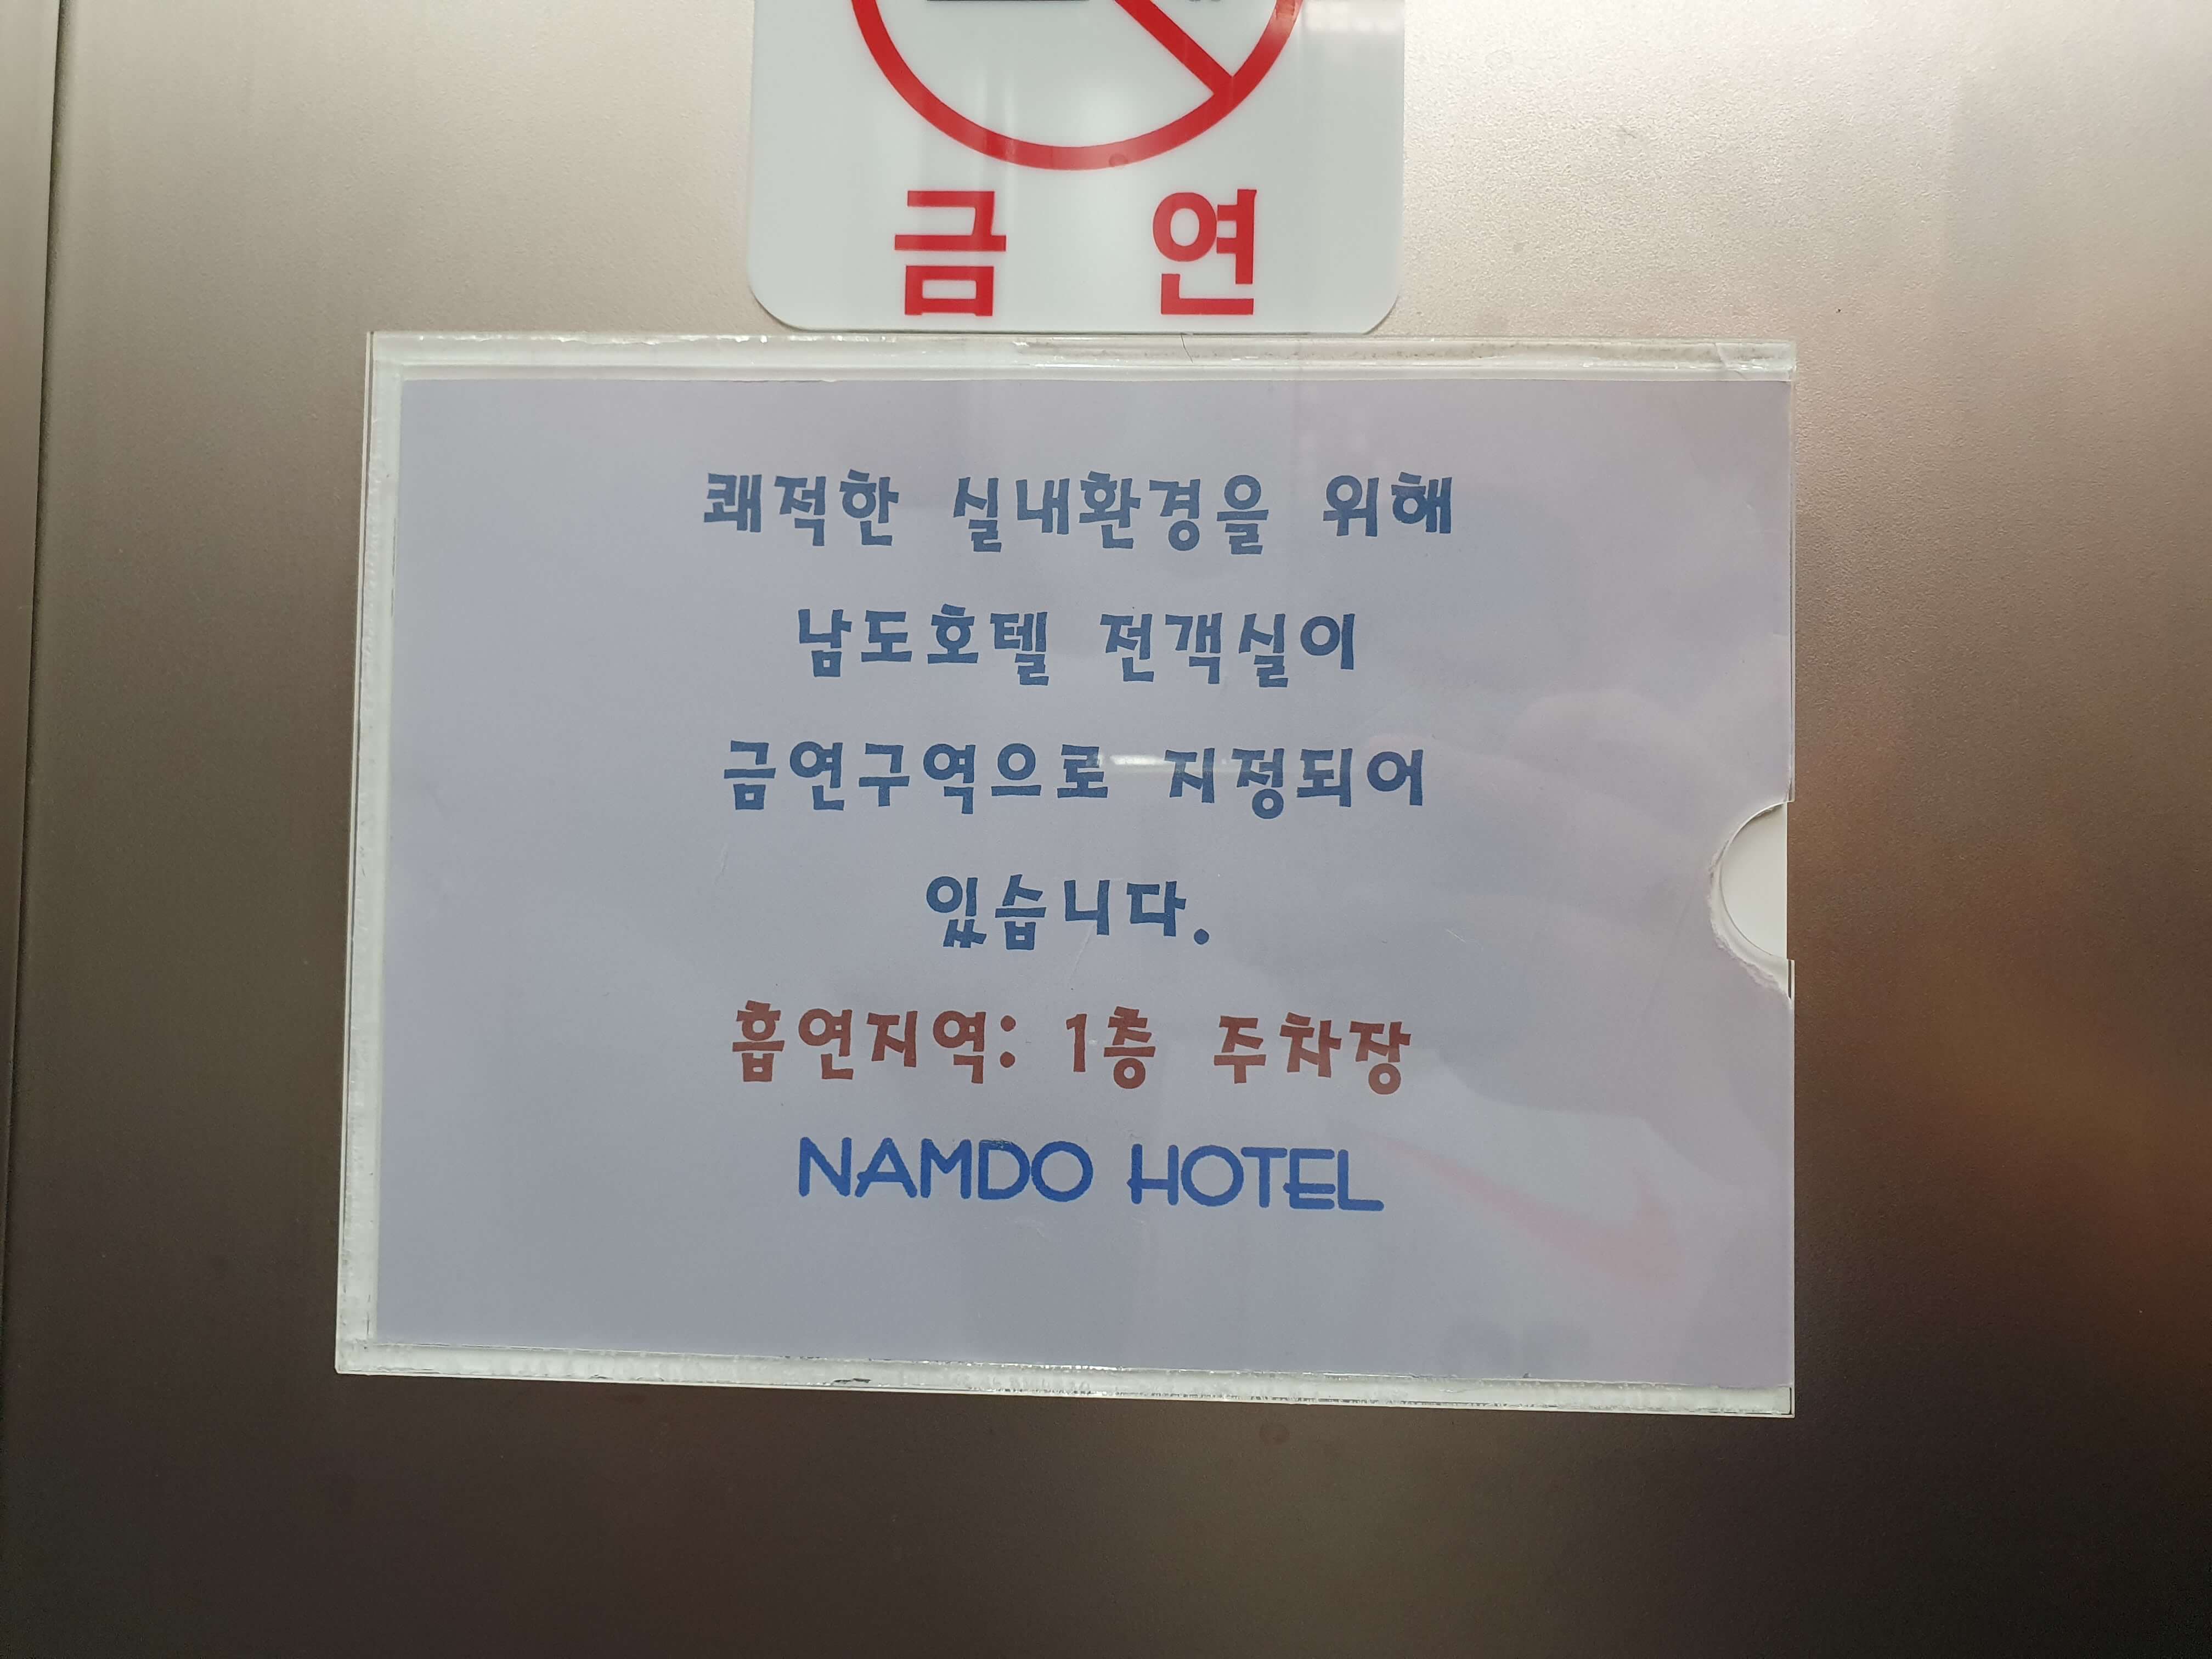 금 연
쾌적한 실내환경을 위해
남도호텔 전객실이
금연구역으로 지정되어
있습니다.
흡연지역: 1층 주차장
NAMDO HOTEL